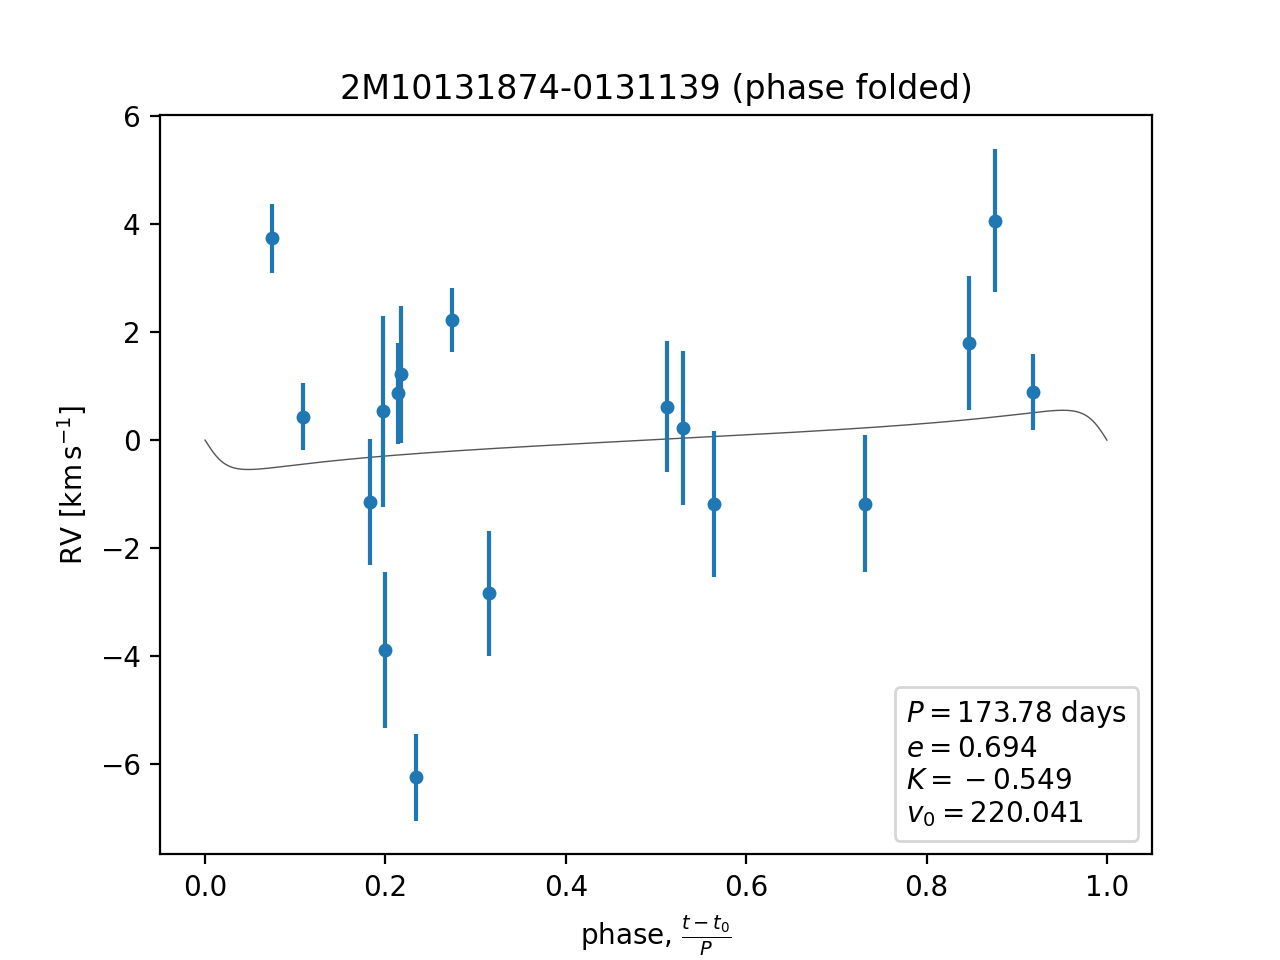 2M10131874-0131139 (phase folded)
6
4
2
0
−2
−4
−6
RV [km s⁻¹]
P = 173.78 days
e = 0.694
K = −0.549
v₀ = 220.041
0.0 0.2 0.4 0.6 0.8 1.0
phase, (t − t₀)/P